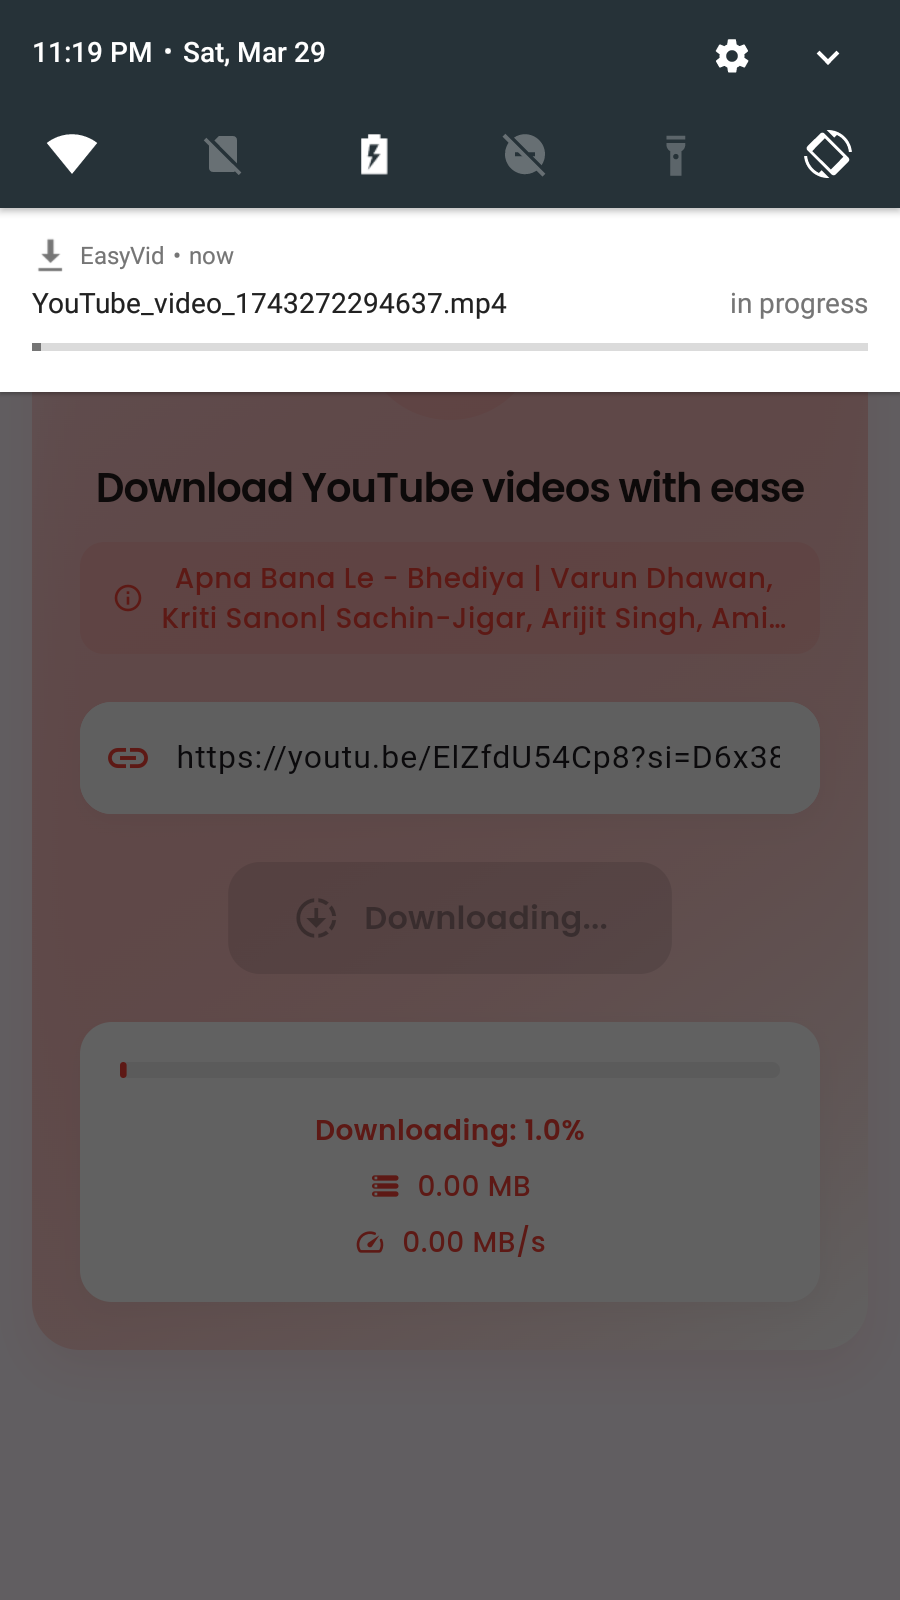 11:19 PM • Sat, Mar 29
EasyVid • now
YouTube_video_1743272294637.mp4 in progress
Download YouTube videos with ease
Apna Bana Le - Bhediya | Varun Dhawan,
Kriti Sanon| Sachin-Jigar, Arijit Singh, Ami...
https://youtu.be/ElZfdU54Cp8?si=D6x38
Downloading...
Downloading: 1.0%
0.00 MB
0.00 MB/s